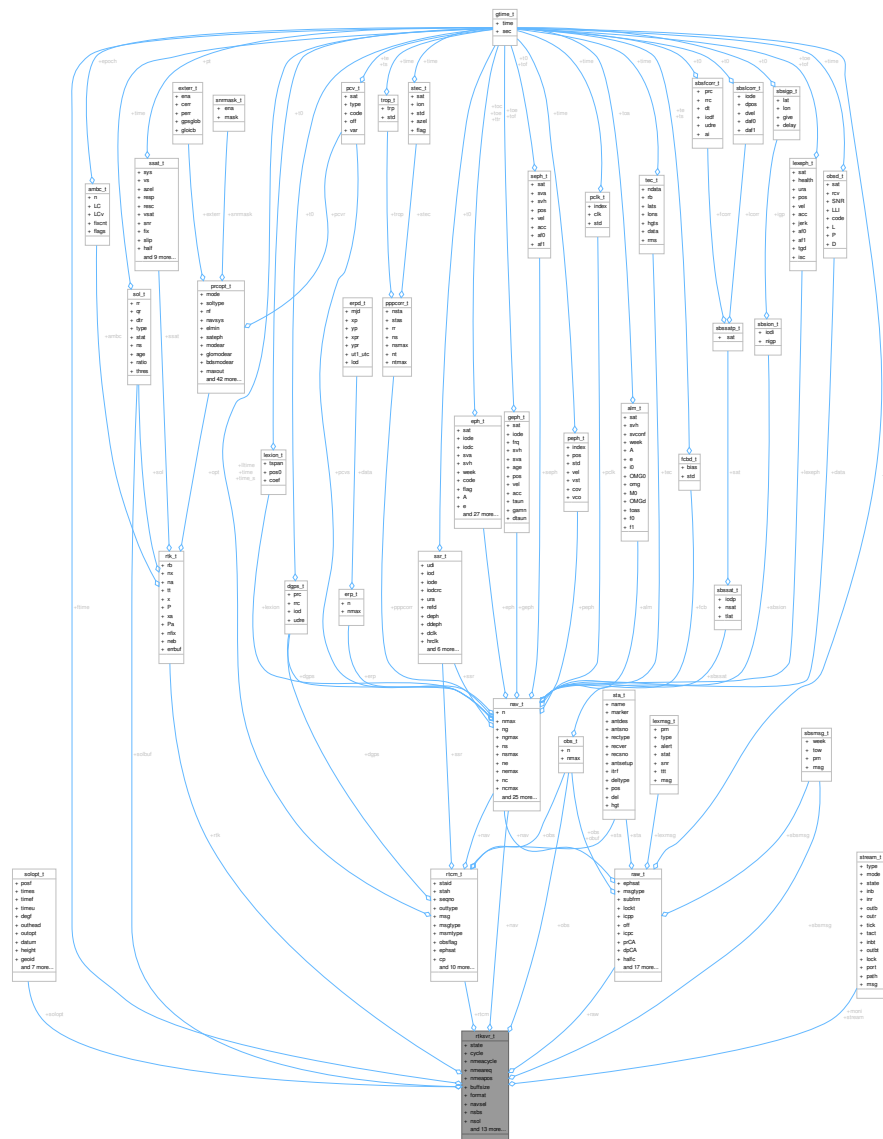 gtime_t
+ time
+ sec
exterr_t
+ ena
+ cerr
+ perr
+ gpsglob
+ gloicb
snrmask_t
+ ena
+ mask
pcv_t
+ sat
+ type
+ code
+ off
+ var
trop_t
+ trp
+ std
stec_t
+ sat
+ ion
+ std
+ azel
+ flag
sbsfcorr_t
+ prc
+ rrc
+ dt
+ iodf
+ udre
+ ai
sbslcorr_t
+ iode
+ dpos
+ dvel
+ daf0
+ daf1
sbsigp_t
+ lat
+ lon
+ give
+ delay
ambc_t
+ n
+ LC
+ LCv
+ fixcnt
+ flags
ssat_t
+ sys
+ vs
+ azel
+ resp
+ resc
+ vsat
+ snr
+ fix
+ slip
+ half
and 9 more...
seph_t
+ sat
+ sva
+ svh
+ pos
+ vel
+ acc
+ af0
+ af1
pclk_t
+ index
+ clk
+ std
tec_t
+ ndata
+ rb
+ lats
+ lons
+ hgts
+ data
+ rms
lexeph_t
+ sat
+ health
+ ura
+ pos
+ vel
+ acc
+ jerk
+ af0
+ af1
+ tgd
+ isc
obsd_t
+ sat
+ rcv
+ SNR
+ LLI
+ code
+ L
+ P
+ D
sol_t
+ rr
+ qr
+ dtr
+ type
+ stat
+ ns
+ age
+ ratio
+ thres
prcopt_t
+ mode
+ soltype
+ nf
+ navsys
+ elmin
+ sateph
+ modear
+ glomodear
+ bdsmodear
+ maxout
and 42 more...
erpd_t
+ mjd
+ xp
+ yp
+ xpr
+ ypr
+ ut1_utc
+ lod
pppcorr_t
+ nsta
+ stas
+ rr
+ ns
+ nsmax
+ nt
+ ntmax
sbssatp_t
+ sat
sbsion_t
+ iodi
+ nigp
lexion_t
+ tspan
+ pos0
+ coef
eph_t
+ sat
+ iode
+ iodc
+ sva
+ svh
+ week
+ code
+ flag
+ A
+ e
and 27 more...
geph_t
+ sat
+ iode
+ frq
+ svh
+ sva
+ age
+ pos
+ vel
+ acc
+ taun
+ gamn
+ dtaun
peph_t
+ index
+ pos
+ std
+ vel
+ vst
+ cov
+ vco
alm_t
+ sat
+ svh
+ svconf
+ week
+ A
+ e
+ i0
+ OMG0
+ omg
+ M0
+ OMGd
+ toas
+ f0
+ f1
fcbd_t
+ bias
+ std
rtk_t
+ rb
+ nx
+ na
+ tt
+ x
+ P
+ xa
+ Pa
+ nfix
+ neb
+ errbuf
dgps_t
+ prc
+ rrc
+ iod
+ udre
erp_t
+ n
+ nmax
ssr_t
+ udi
+ iod
+ iode
+ iodcrc
+ ura
+ refd
+ deph
+ ddeph
+ dclk
+ hrclk
and 6 more...
sbssat_t
+ iodp
+ nsat
+ tlat
nav_t
+ n
+ nmax
+ ng
+ ngmax
+ ns
+ nsmax
+ ne
+ nemax
+ nc
+ ncmax
and 25 more...
obs_t
+ n
+ nmax
sta_t
+ name
+ marker
+ antdes
+ antsno
+ rectype
+ recver
+ recsno
+ antsetup
+ itrf
+ deltype
+ pos
+ del
+ hgt
lexmsg_t
+ prn
+ type
+ alert
+ stat
+ snr
+ ttt
+ msg
sbsmsg_t
+ week
+ tow
+ prn
+ msg
solopt_t
+ posf
+ times
+ timef
+ timeu
+ degf
+ outhead
+ outopt
+ datum
+ height
+ geoid
and 7 more...
rtcm_t
+ staid
+ stah
+ seqno
+ outtype
+ msg
+ msgtype
+ msmtype
+ obsflag
+ ephsat
+ cp
and 10 more...
raw_t
+ ephsat
+ msgtype
+ subfrm
+ lockt
+ icpp
+ off
+ icpc
+ prCA
+ dpCA
+ halfc
and 17 more...
stream_t
+ type
+ mode
+ state
+ inb
+ inr
+ outb
+ outr
+ tick
+ tact
+ inbt
+ outbt
+ lock
+ port
+ path
+ msg
rtksvr_t
+ state
+ cycle
+ nmeacycle
+ nmeareq
+ nmeapos
+ buffsize
+ format
+ navsel
+ nsbs
+ nsol
and 13 more...